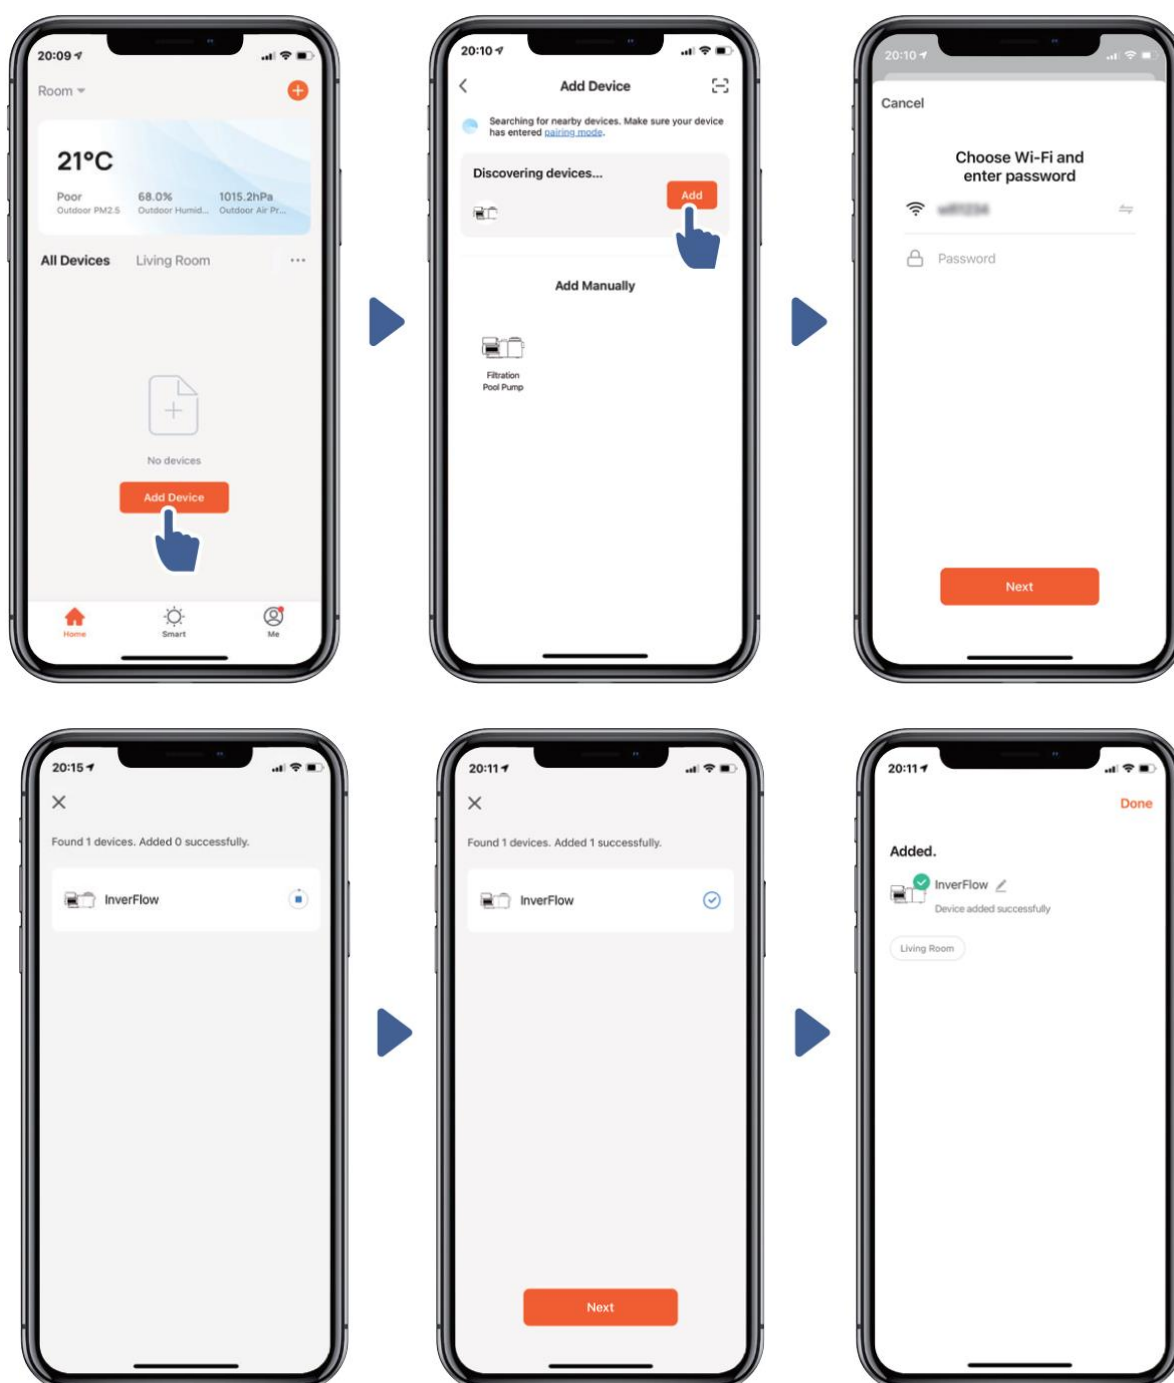 20:09
Room
21°C
Poor 68.0% 1015.2hPa
Outdoor PM2.5 Outdoor Humid... Outdoor Air Pr...
All Devices Living Room
No devices
Add Device
Home Smart Me
20:10
Add Device
Searching for nearby devices. Make sure your device
has entered pairing mode.
Discovering devices...
Add
Add Manually
Filtration
Pool Pump
20:10
Cancel
Choose Wi-Fi and
enter password
Password
Next
20:15
Found 1 devices. Added 0 successfully.
InverFlow
20:11
Found 1 devices. Added 1 successfully.
InverFlow
Next
20:11
Done
Added.
InverFlow
Device added successfully
Living Room